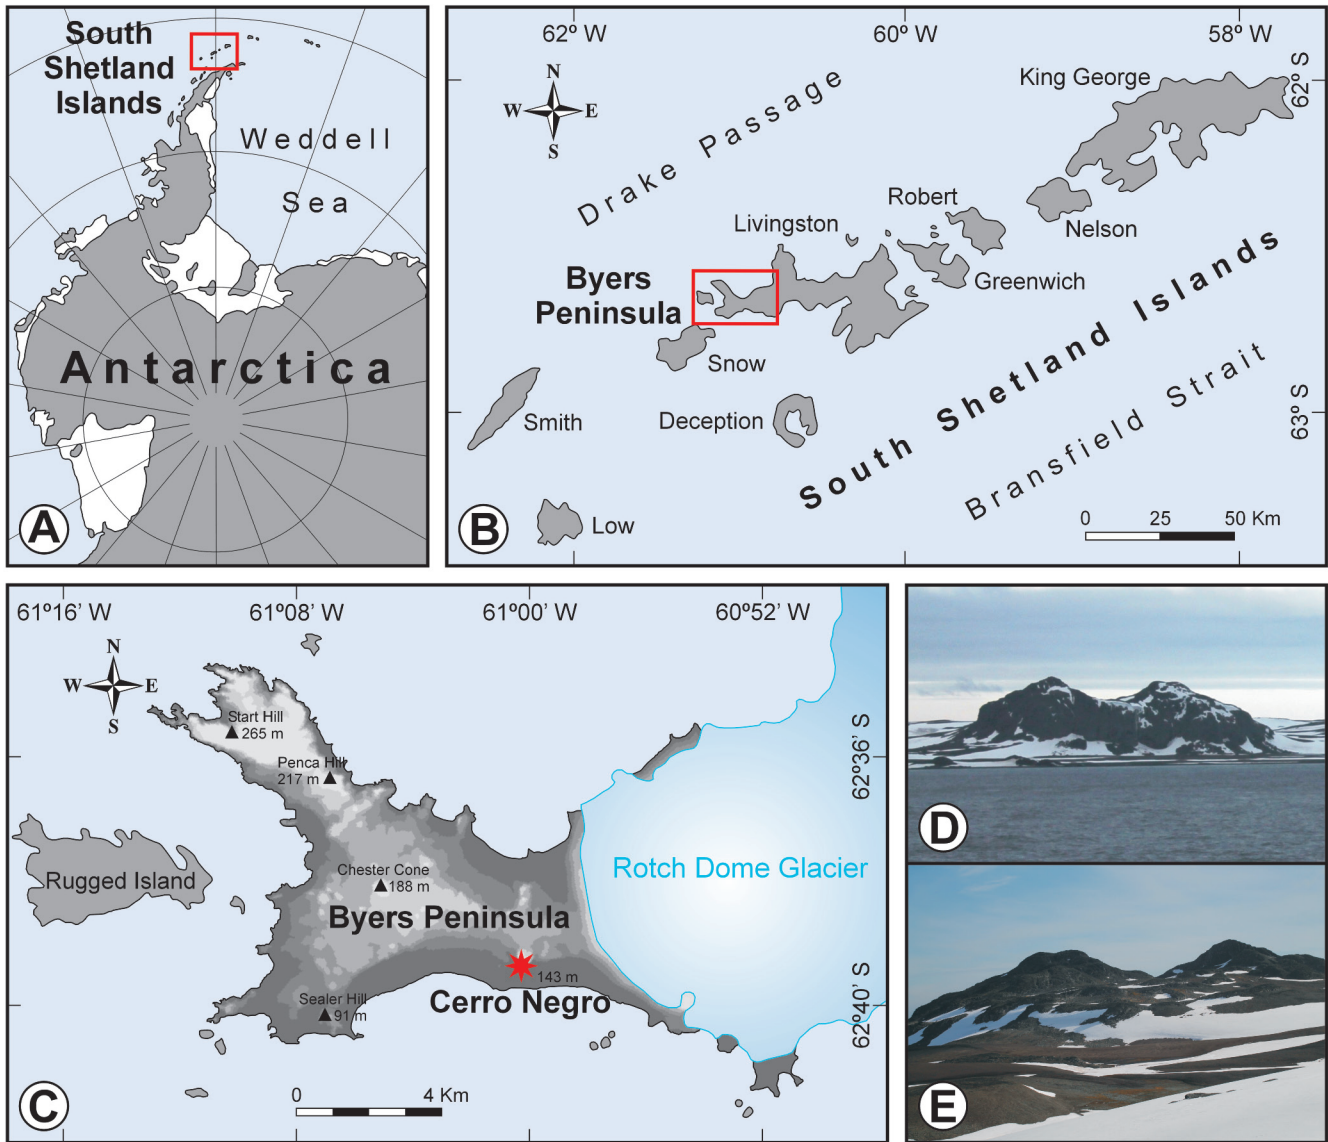 South
Shetland
Islands
Weddell
Sea
Antarctica
A
62º W
60º W
58º W
62º S
63º S
N
W
E
S
Drake Passage
King George
Robert
Nelson
Livingston
Greenwich
Byers
Peninsula
Snow
Smith
Deception
South Shetland Islands
Bransfield Strait
Low
0 25 50 Km
B
61º16' W
61º08' W
61º00' W
60º52' W
N
W
E
S
Start Hill
265 m
Penca Hill
217 m
62º36' S
Rugged Island
Chester Cone
188 m
Rotch Dome Glacier
Byers Peninsula
143 m
Cerro Negro
Sealer Hill
91 m
62º40' S
0 4 Km
C
D
E